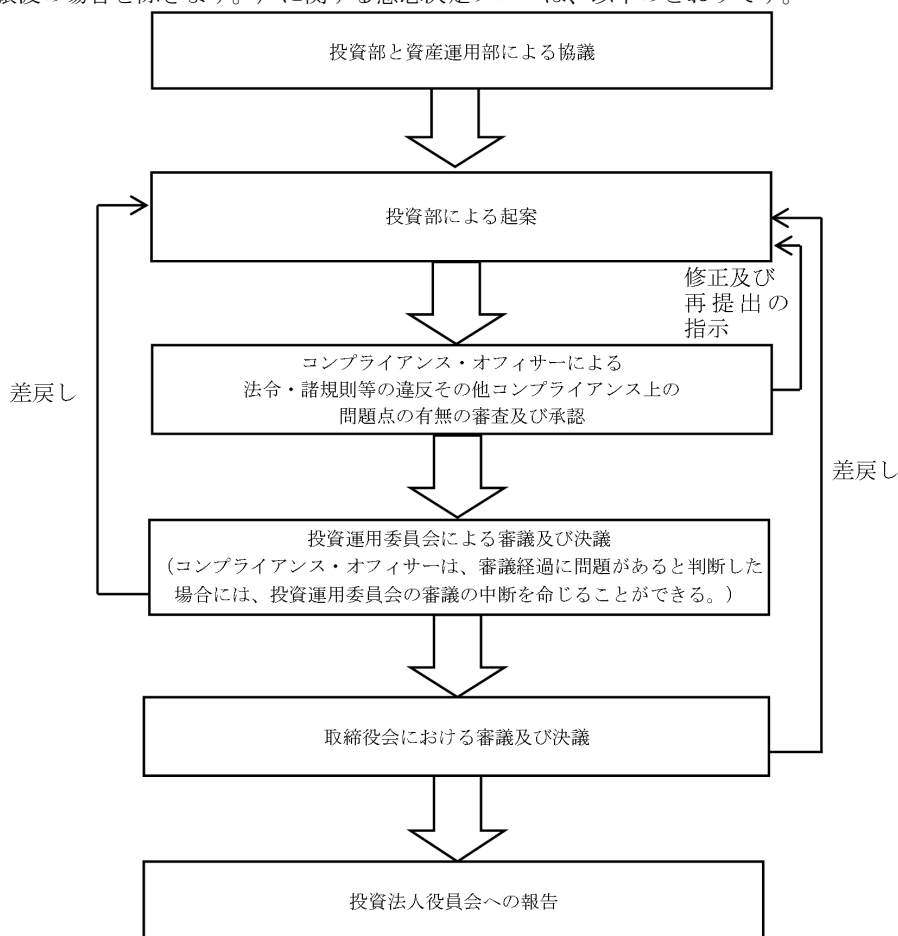 投資部と資産運用部による協議
投資部による起案
修正及び
再提出の
指示
コンプライアンス・オフィサーによる
法令・諸規則等の違反その他コンプライアンス上の
問題点の有無の審査及び承認
差戻し
差戻し
投資運用委員会による審議及び決議
（コンプライアンス・オフィサーは、審議経過に問題があると判断した
場合には、投資運用委員会の審議の中断を命じることができる。）
取締役会における審議及び決議
投資法人役員会への報告